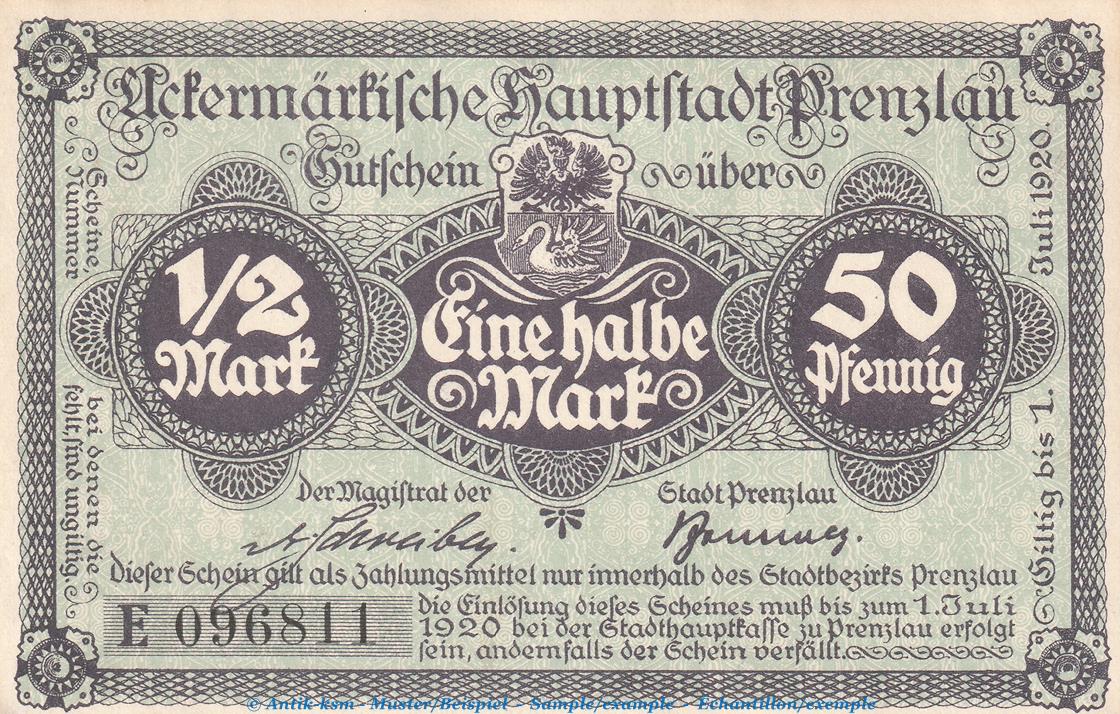 Uckermärkische Hauptstadt Prenzlau
Gutschein über
1/2
Mark
Eine halbe
Mark
50
Pfennig
Scheine, bei denen die
Nummer fehlt, sind ungiltig.
Giltig bis 1. Juli 1920.
Der Magistrat der Stadt Prenzlau
Dieser Schein gilt als Zahlungsmittel nur innerhalb des Stadtbezirks Prenzlau
E 096811
Die Einlösung dieses Scheines muß bis zum 1. Juli
1920 bei der Stadthauptkasse zu Prenzlau erfolgt
sein, andernfalls der Schein verfällt.
© Antik-ksm - Muster/Beispiel - Sample/example - Echantillon/exemple